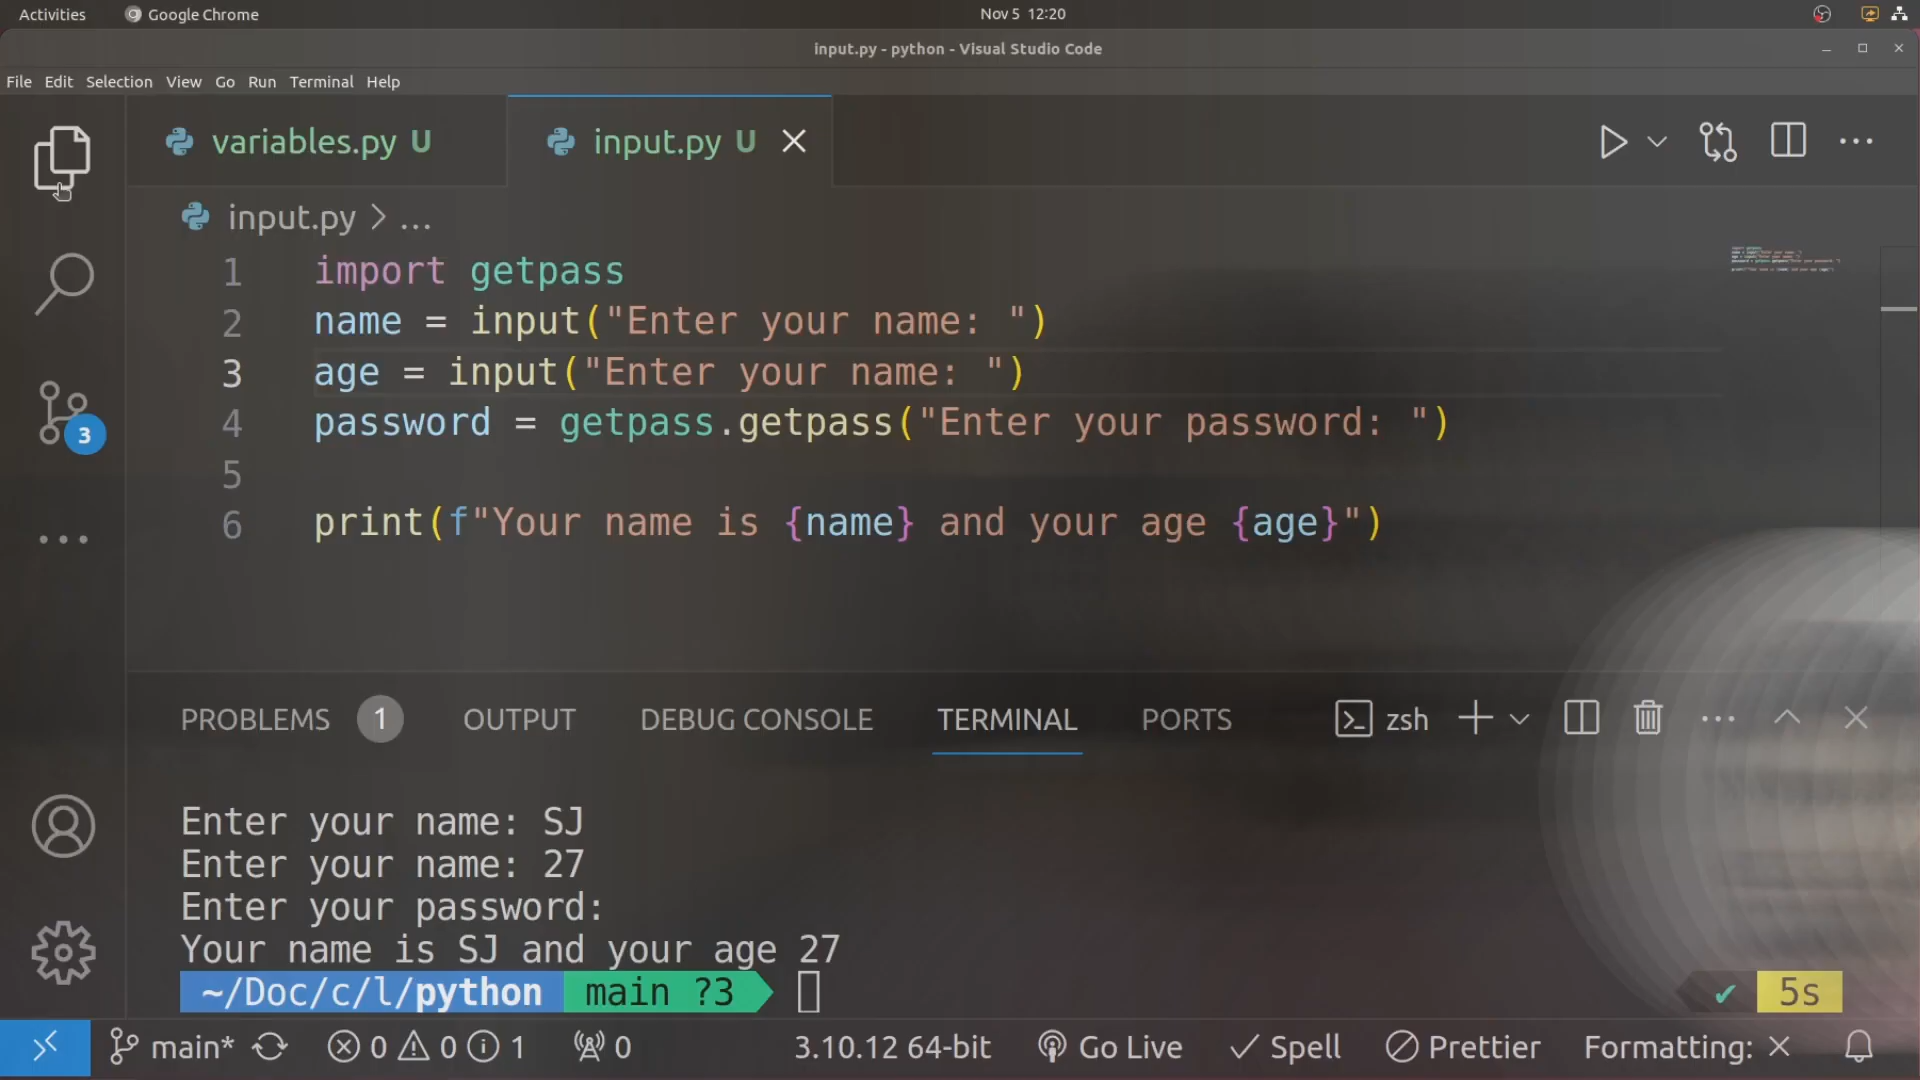 Activities Google Chrome Nov 5 12:20
input.py - python - Visual Studio Code
File Edit Selection View Go Run Terminal Help
variables.py U input.py U
input.py > ...
1 import getpass
2 name = input("Enter your name: ")
3 age = input("Enter your name: ")
4 password = getpass.getpass("Enter your password: ")
5
6 print(f"Your name is {name} and your age {age}")
3
PROBLEMS 1 OUTPUT DEBUG CONSOLE TERMINAL PORTS zsh
Enter your name: SJ
Enter your name: 27
Enter your password:
Your name is SJ and your age 27
~/Doc/c/l/python main ?3 ✔ 5s
main* 0 0 1 0 3.10.12 64-bit Go Live Spell Prettier Formatting: ×